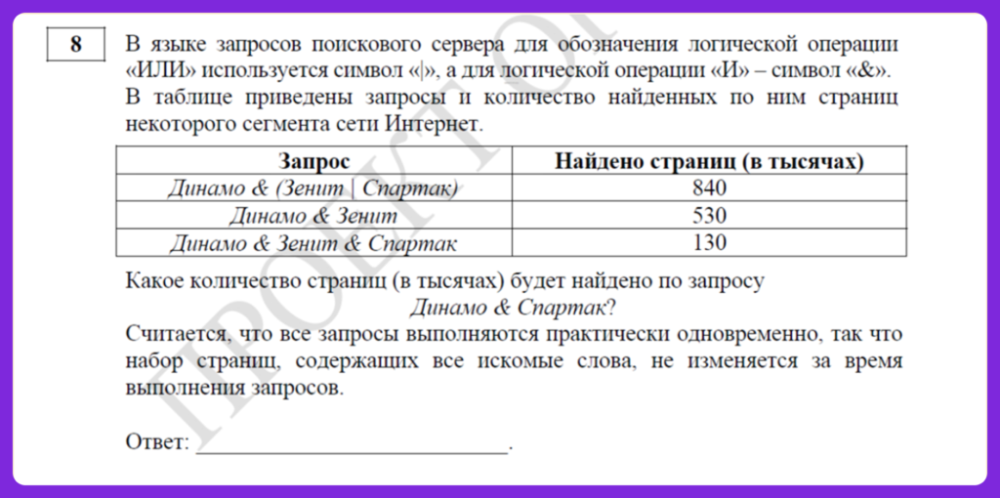 8
В языке запросов поискового сервера для обозначения логической операции
«ИЛИ» используется символ «|», а для логической операции «И» – символ «&».
В таблице приведены запросы и количество найденных по ним страниц
некоторого сегмента сети Интернет.
Запрос Найдено страниц (в тысячах)
Динамо & (Зенит | Спартак) 840
Динамо & Зенит 530
Динамо & Зенит & Спартак 130
Какое количество страниц (в тысячах) будет найдено по запросу
Динамо & Спартак?
Считается, что все запросы выполняются практически одновременно, так что
набор страниц, содержащих все искомые слова, не изменяется за время
выполнения запросов.
Ответ: ___________________________.
ПРОЕКТ